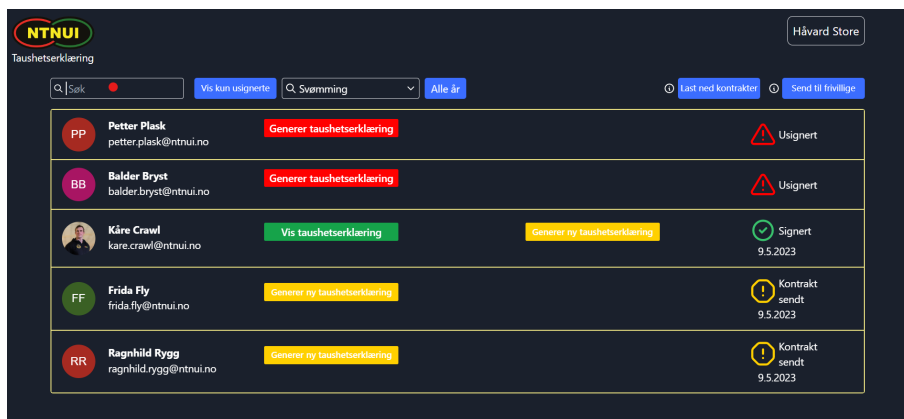 NTNUI
Taushetserklæring
Håvard Store
Søk
Vis kun usignerte
Svømming
Alle år
Last ned kontrakter
Send til frivillige
PP
Petter Plask
petter.plask@ntnui.no
Generer taushetserklæring
Usignert
BB
Balder Bryst
balder.bryst@ntnui.no
Generer taushetserklæring
Usignert
Kåre Crawl
kare.crawl@ntnui.no
Vis taushetserklæring
Generer ny taushetserklæring
Signert
9.5.2023
FF
Frida Fly
frida.fly@ntnui.no
Generer ny taushetserklæring
Kontrakt
sendt
9.5.2023
RR
Ragnhild Rygg
ragnhild.rygg@ntnui.no
Generer ny taushetserklæring
Kontrakt
sendt
9.5.2023